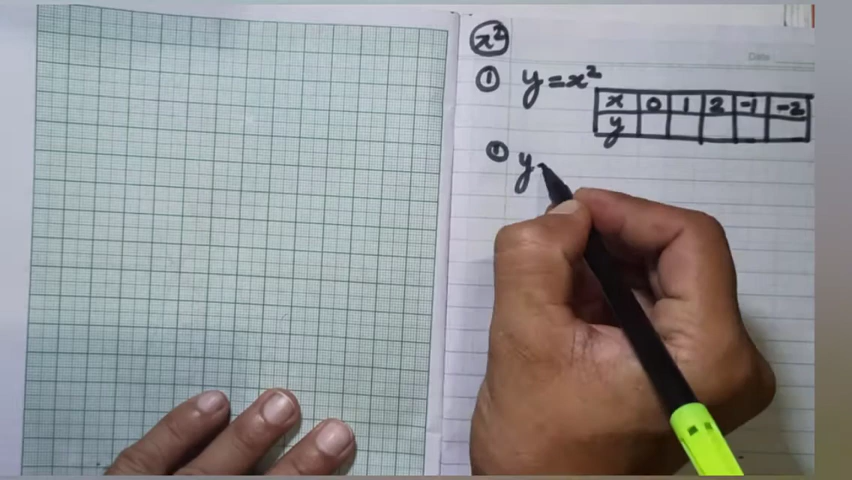 x²
① y = x²
x 0 1 2 -1 -2
y
① y
Date